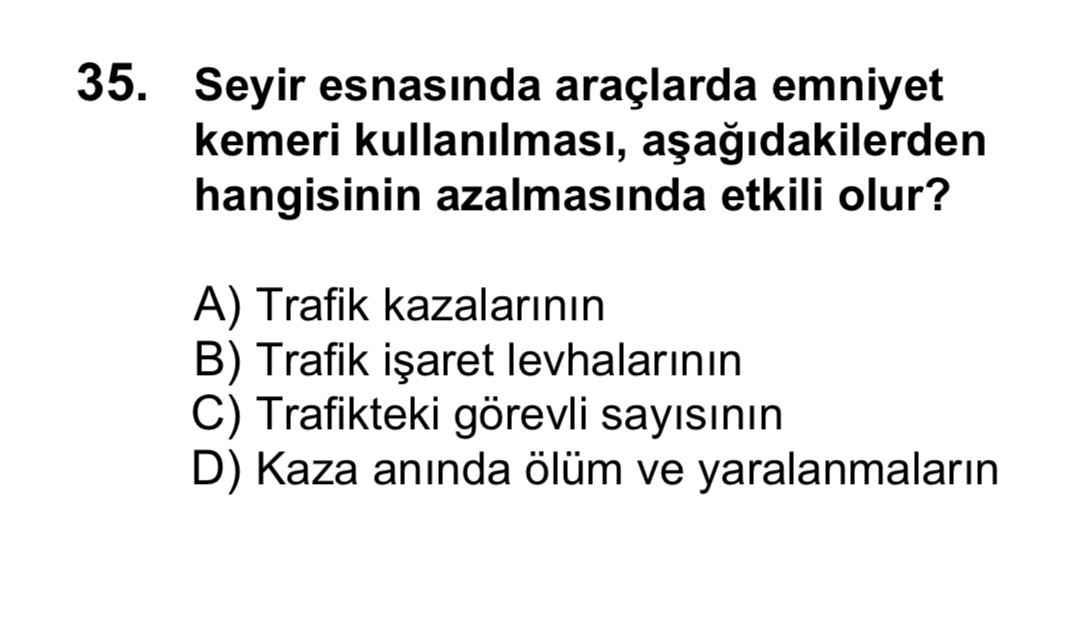 35. Seyir esnasında araçlarda emniyet
kemeri kullanılması, aşağıdakilerden
hangisinin azalmasında etkili olur?
A) Trafik kazalarının
B) Trafik işaret levhalarının
C) Trafikteki görevli sayısının
D) Kaza anında ölüm ve yaralanmaların